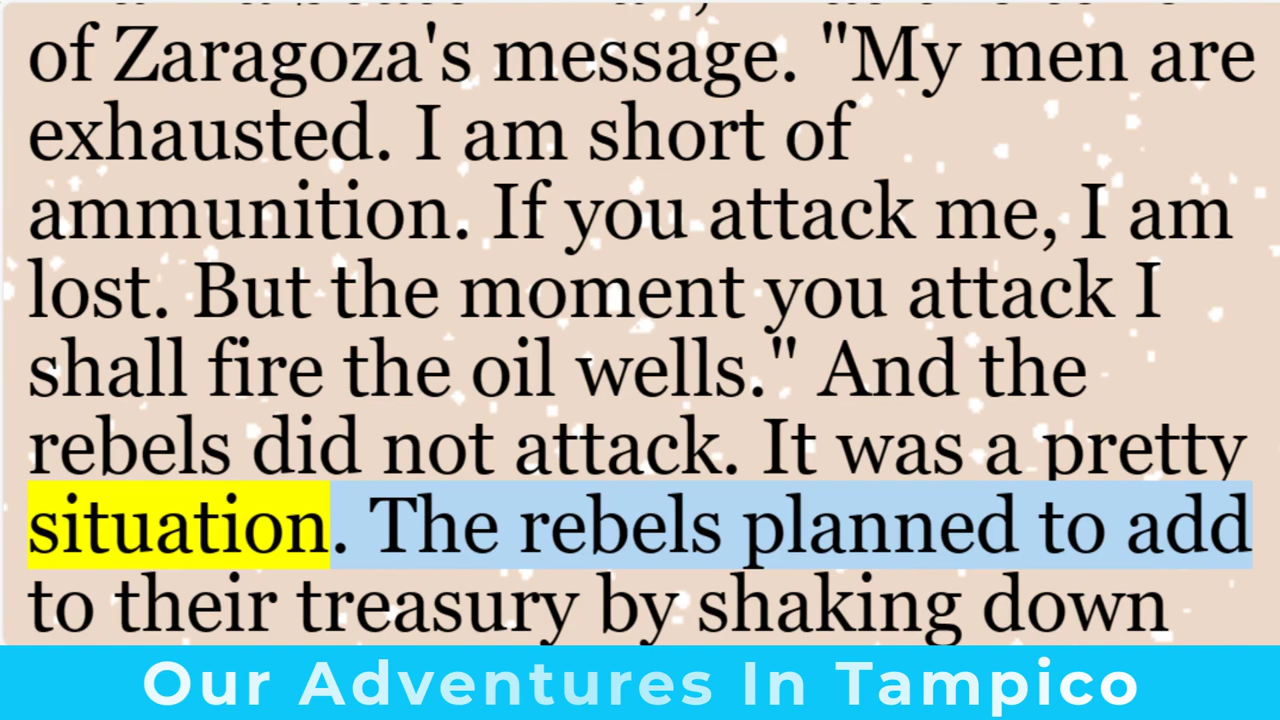 of Zaragoza's message. "My men are
exhausted. I am short of
ammunition. If you attack me, I am
lost. But the moment you attack I
shall fire the oil wells." And the
rebels did not attack. It was a pretty
situation. The rebels planned to add
to their treasury by shaking down
Our Adventures In Tampico